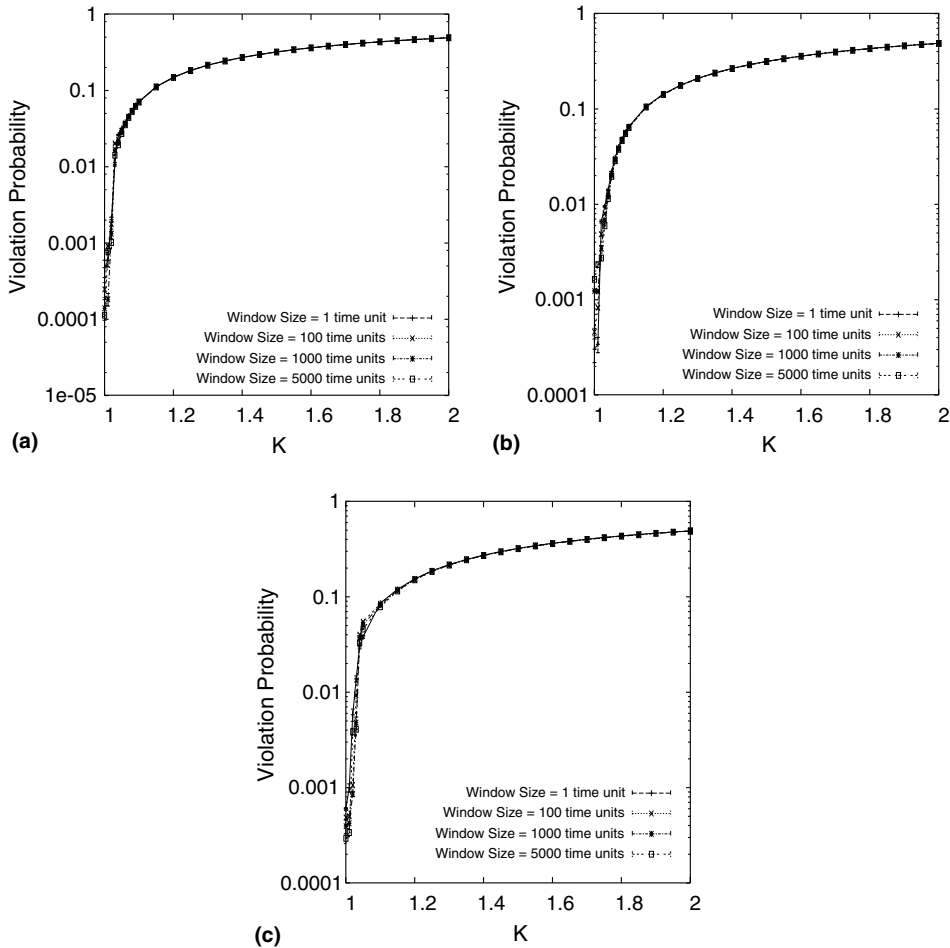 1
0.1
0.01
0.001
0.0001
1e-05
Violation Probability
Window Size = 1 time unit
Window Size = 100 time units
Window Size = 1000 time units
Window Size = 5000 time units
1 1.2 1.4 1.6 1.8 2
K
(a)
1
0.1
0.01
0.001
0.0001
Violation Probability
Window Size = 1 time unit
Window Size = 100 time units
Window Size = 1000 time units
Window Size = 5000 time units
1 1.2 1.4 1.6 1.8 2
K
(b)
1
0.1
0.01
0.001
0.0001
Violation Probability
Window Size = 1 time unit
Window Size = 100 time units
Window Size = 1000 time units
Window Size = 5000 time units
1 1.2 1.4 1.6 1.8 2
K
(c)